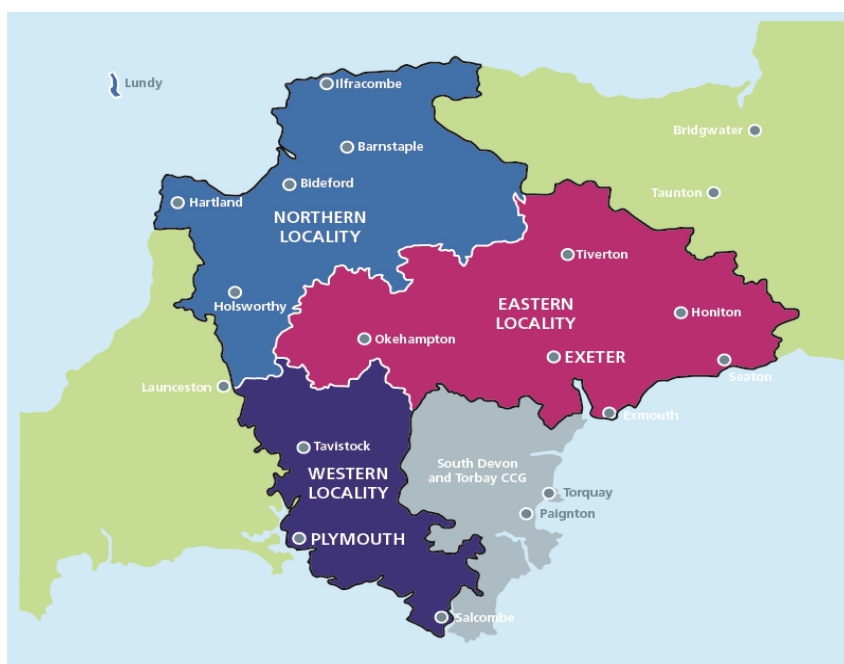 Lundy
Ilfracombe
Barnstaple
Bridgwater
Bideford
Taunton
Hartland
NORTHERN
LOCALITY
Tiverton
Holsworthy
EASTERN
LOCALITY
Honiton
Okehampton
EXETER
Seaton
Launceston
Exmouth
Tavistock
South Devon
and Torbay CCG
WESTERN
LOCALITY
Torquay
Paignton
PLYMOUTH
Salcombe